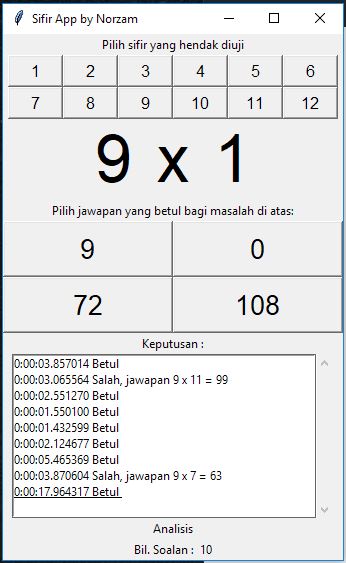 Sifir App by Norzam
Pilih sifir yang hendak diuji
1 2 3 4 5 6
7 8 9 10 11 12
9 x 1
Pilih jawapan yang betul bagi masalah di atas:
9 0
72 108
Keputusan :
0:00:03.857014 Betul
0:00:03.065564 Salah, jawapan 9 x 11 = 99
0:00:02.551270 Betul
0:00:01.550100 Betul
0:00:01.432599 Betul
0:00:02.124677 Betul
0:00:05.465369 Betul
0:00:03.870604 Salah, jawapan 9 x 7 = 63
0:00:17.964317 Betul
Analisis
Bil. Soalan : 10